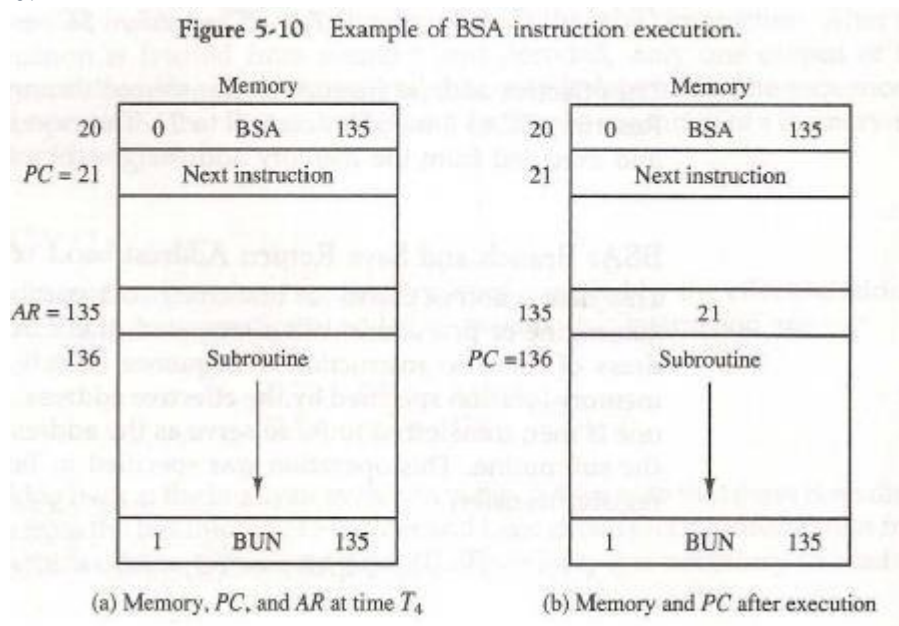 Figure 5-10 Example of BSA instruction execution.
Memory
20 0 BSA 135
PC = 21 Next instruction
AR = 135
136 Subroutine
1 BUN 135
(a) Memory, PC, and AR at time T4
Memory
20 0 BSA 135
21 Next instruction
135 21
PC =136 Subroutine
1 BUN 135
(b) Memory and PC after execution